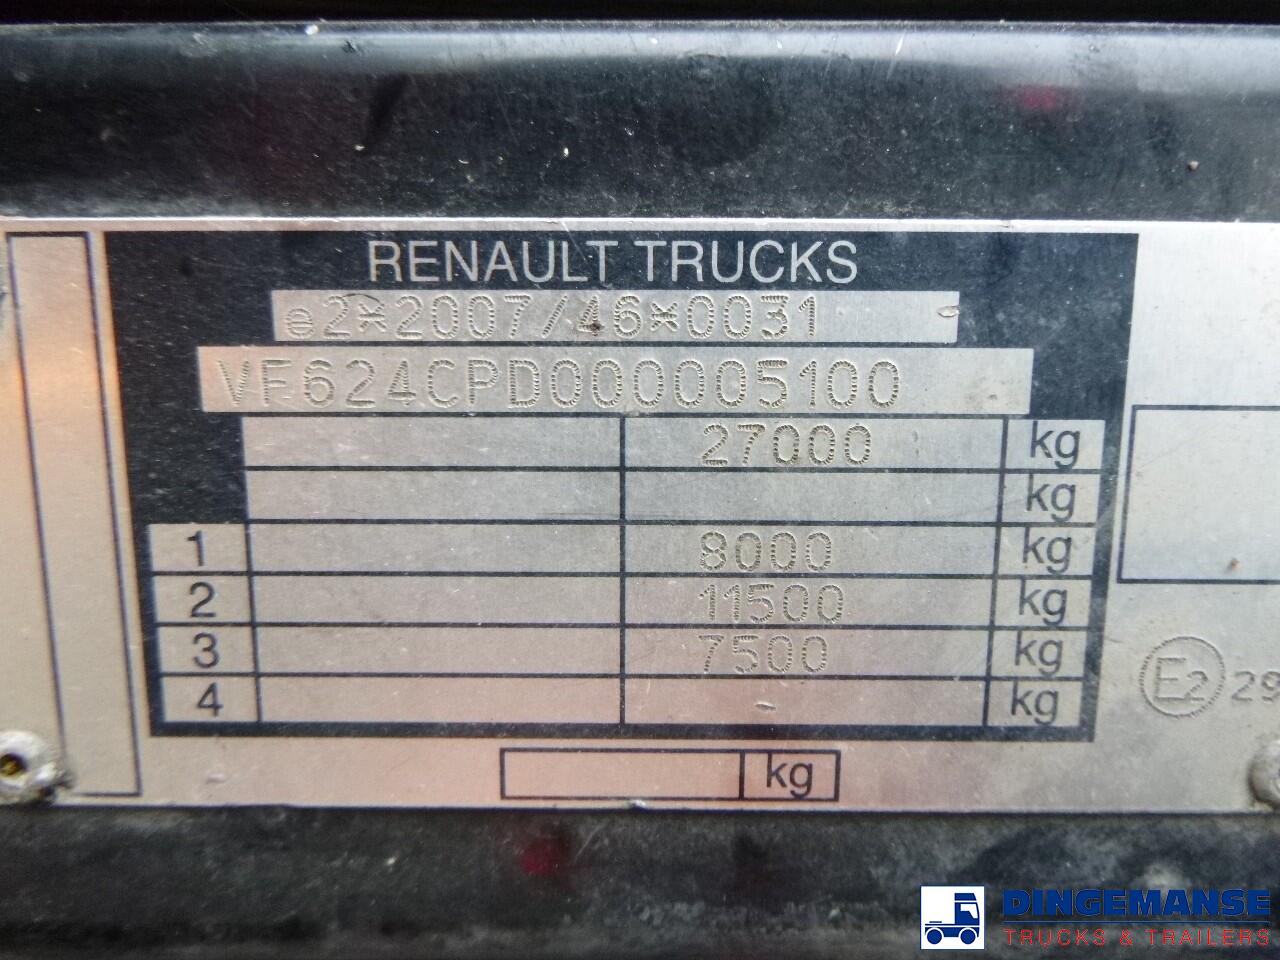 RENAULT TRUCKS
e2*2007/46*0031
VF624CPD000005100
27000 kg
kg
1 8000 kg
2 11500 kg
3 7500 kg
4 - kg
kg
E2 29
DINGEMANSE
TRUCKS & TRAILERS